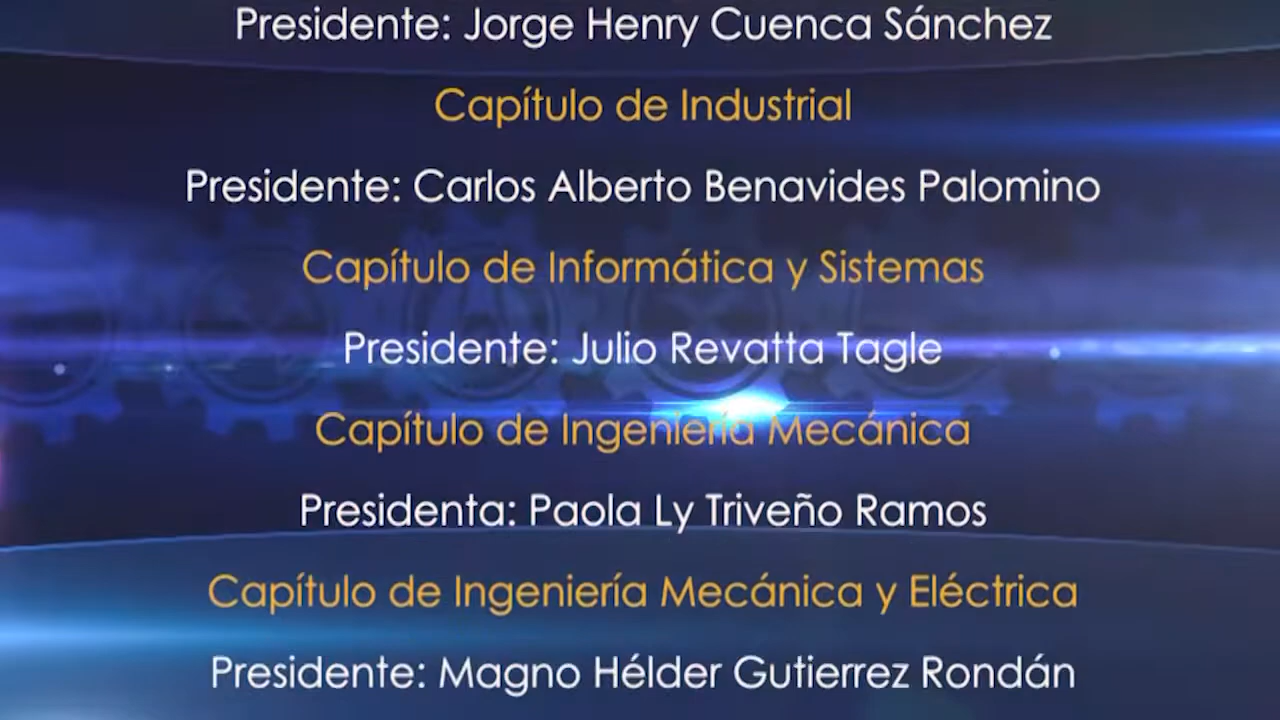 Presidente: Jorge Henry Cuenca Sánchez
Capítulo de Industrial
Presidente: Carlos Alberto Benavides Palomino
Capítulo de Informática y Sistemas
Presidente: Julio Revatta Tagle
Capítulo de Ingeniería Mecánica
Presidenta: Paola Ly Triveño Ramos
Capítulo de Ingeniería Mecánica y Eléctrica
Presidente: Magno Hélder Gutierrez Rondán